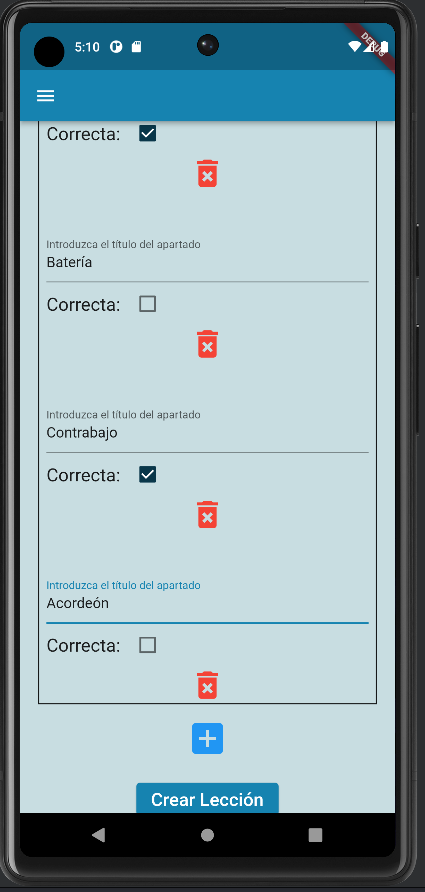 5:10
DEBUG
Correcta:
Introduzca el título del apartado
Batería
Correcta:
Introduzca el título del apartado
Contrabajo
Correcta:
Introduzca el título del apartado
Acordeón
Correcta:
Crear Lección